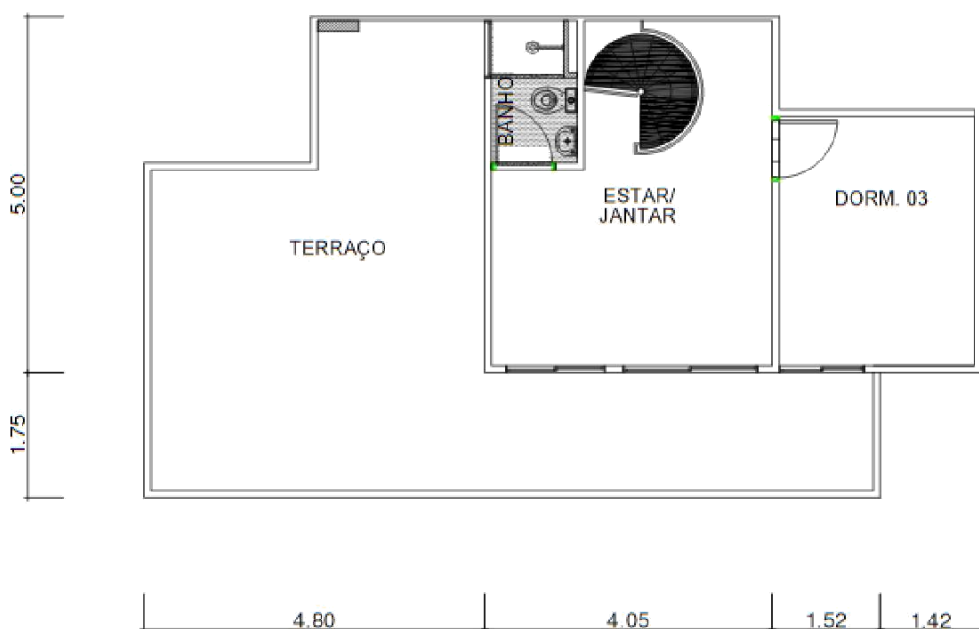 BANHO
ESTAR/
JANTAR
DORM. 03
TERRAÇO
5.00
1.75
4.80
4.05
1.52
1.42